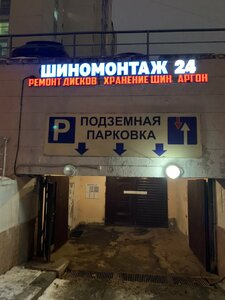 ШИНОМОНТАЖ 24
РЕМОНТ ДИСКОВ ХРАНЕНИЕ ШИН АРГОН
P ПОДЗЕМНАЯ
ПАРКОВКА